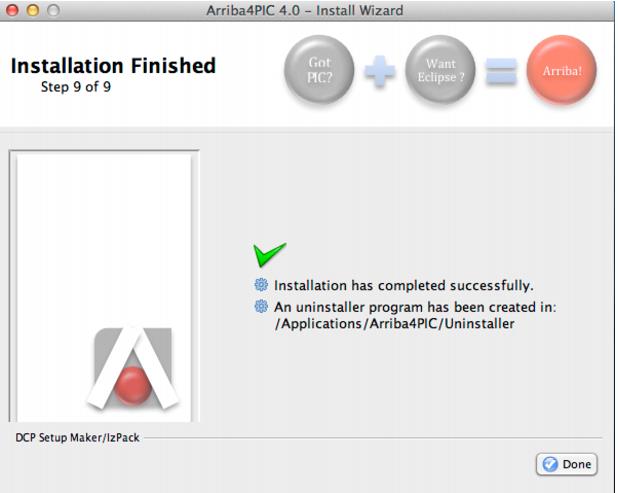 Arriba4PIC 4.0 – Install Wizard
Installation Finished
Step 9 of 9
Got
PIC?
Want
Eclipse ?
Arriba!
Installation has completed successfully.
An uninstaller program has been created in:
/Applications/Arriba4PIC/Uninstaller
DCP Setup Maker/IzPack
Done